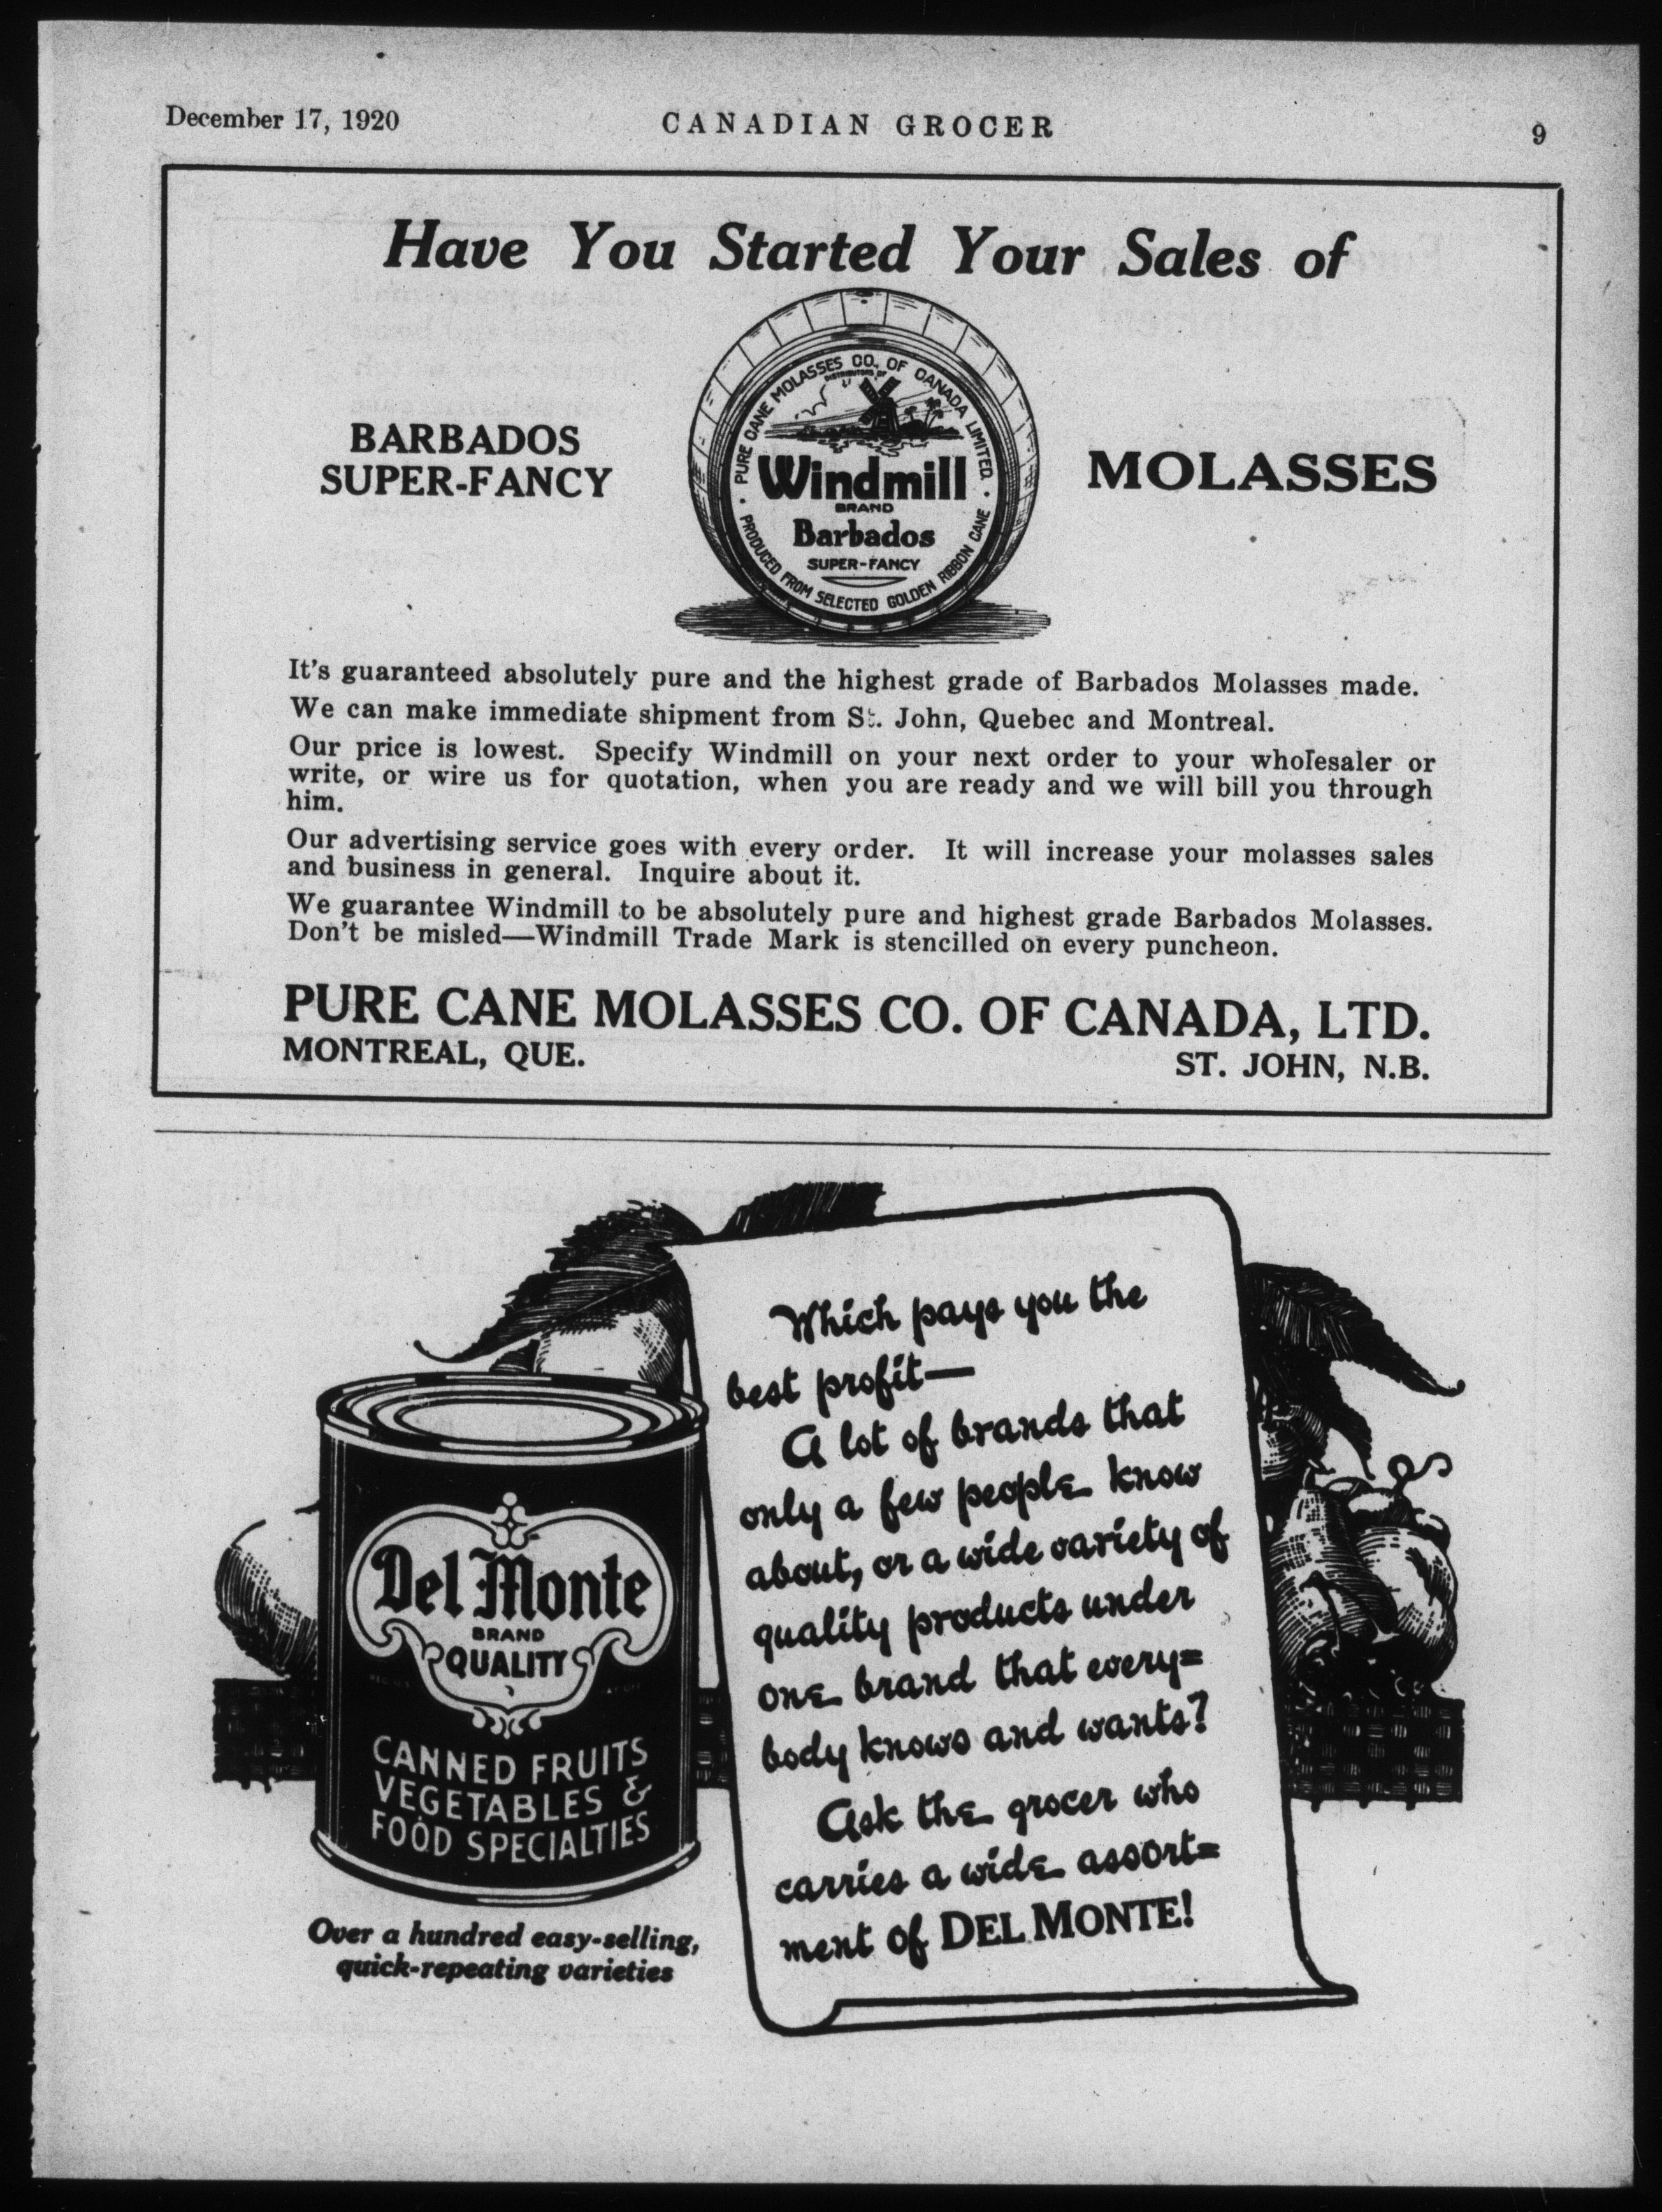 December 17, 1920
CANADIAN GROCER
9
Have You Started Your Sales of
BARBADOS
SUPER-FANCY
PURE CANE MOLASSES CO. OF CANADA LIMITED.
DISTRIBUTORS OF
Windmill
BRAND
Barbados
SUPER-FANCY
PRODUCED FROM SELECTED GOLDEN RIBBON CANE
MOLASSES
It's guaranteed absolutely pure and the highest grade of Barbados Molasses made.
We can make immediate shipment from St. John, Quebec and Montreal.
Our price is lowest. Specify Windmill on your next order to your wholesaler or
write, or wire us for quotation, when you are ready and we will bill you through
him.
Our advertising service goes with every order. It will increase your molasses sales
and business in general. Inquire about it.
We guarantee Windmill to be absolutely pure and highest grade Barbados Molasses.
Don't be misled—Windmill Trade Mark is stencilled on every puncheon.
PURE CANE MOLASSES CO. OF CANADA, LTD.
MONTREAL, QUE.
ST. JOHN, N.B.
Del Monte
BRAND
QUALITY
CANNED FRUITS
VEGETABLES &
FOOD SPECIALTIES
Over a hundred easy-selling,
quick-repeating varieties
Which pays you the
best profit—
A lot of brands that
only a few people know
about, or a wide variety of
quality products under
one brand that every=
body knows and wants?
Ask the grocer who
carries a wide assort=
ment of DEL MONTE!